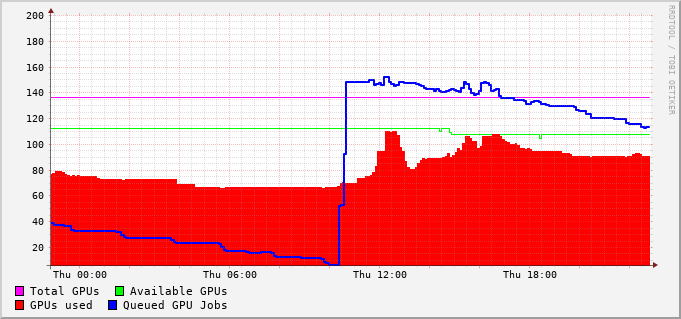 200
180
160
140
120
100
80
60
40
20
Thu 00:00 Thu 06:00 Thu 12:00 Thu 18:00
Total GPUs Available GPUs
GPUs used Queued GPU Jobs
RRDTOOL / TOBI OETIKER